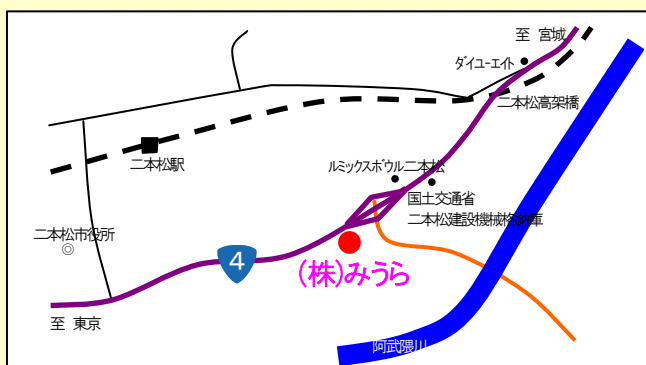 至 宮城
ダイユーエイト
二本松高架橋
二本松駅
ルミックスボウル二本松
国土交通省
二本松建設機械格納庫
二本松市役所
4
(株)みうら
至 東京
阿武隈川